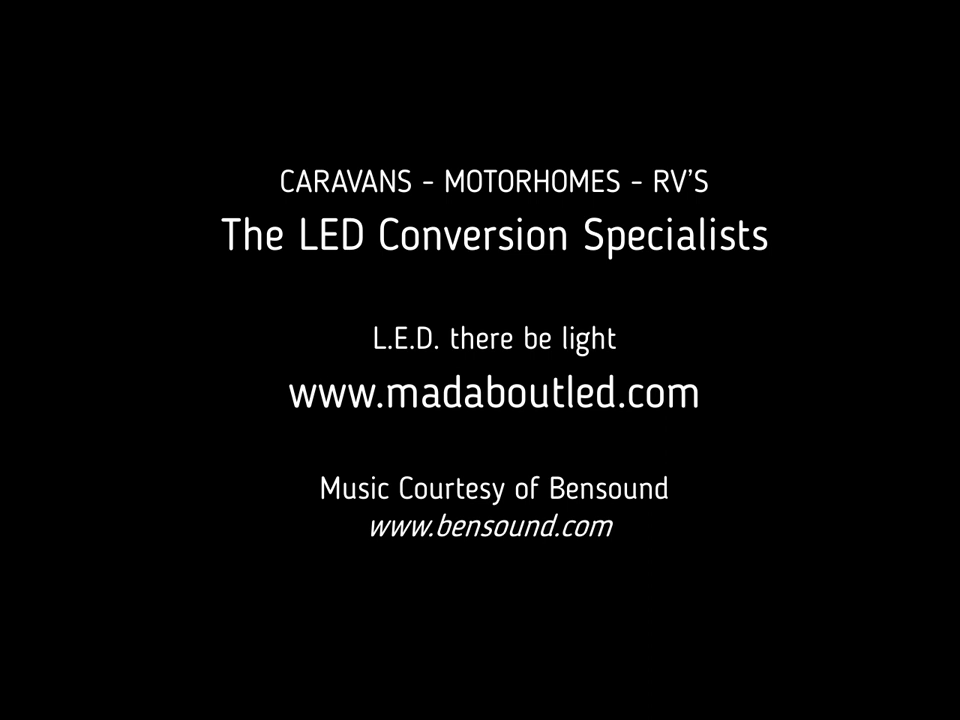 CARAVANS - MOTORHOMES - RV’S
The LED Conversion Specialists
L.E.D. there be light
www.madaboutled.com
Music Courtesy of Bensound
www.bensound.com